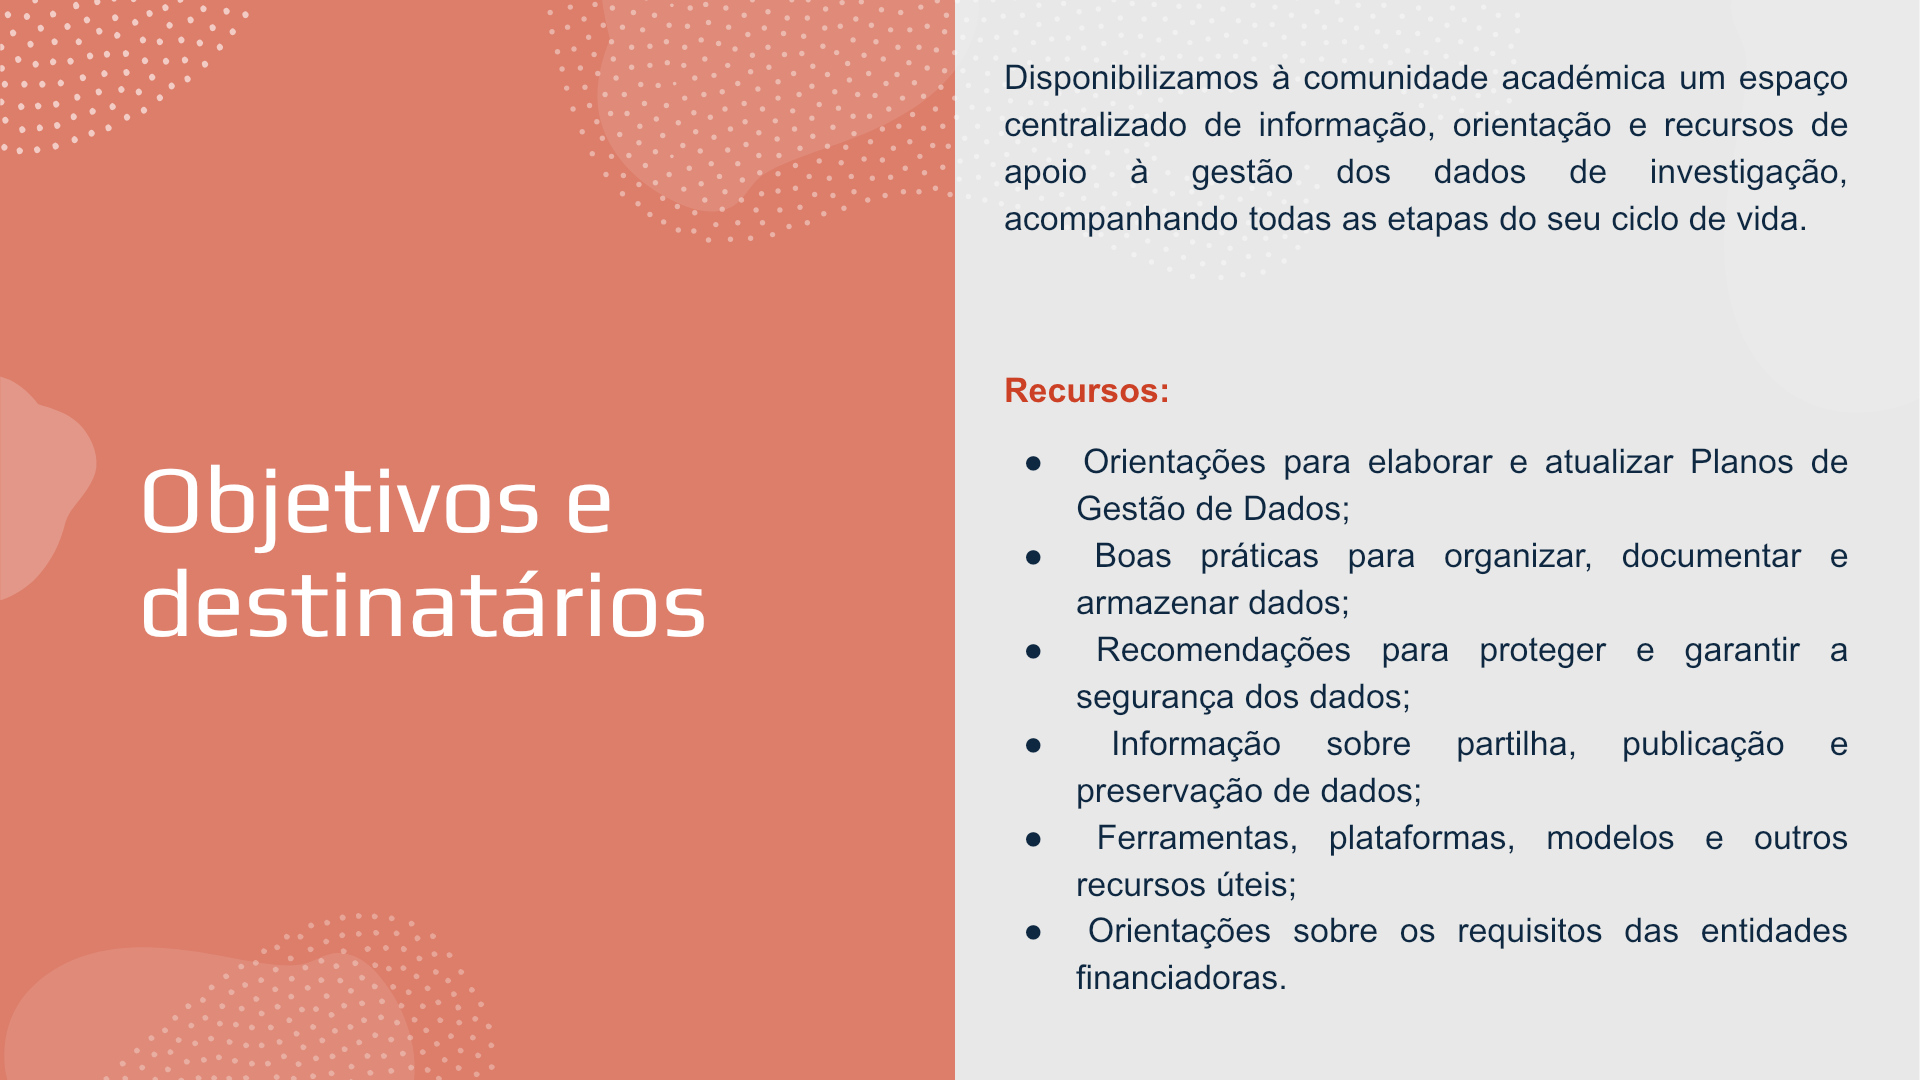 Objetivos e
destinatários
Disponibilizamos à comunidade académica um espaço
centralizado de informação, orientação e recursos de
apoio à gestão dos dados de investigação,
acompanhando todas as etapas do seu ciclo de vida.
Recursos:
● Orientações para elaborar e atualizar Planos de
Gestão de Dados;
● Boas práticas para organizar, documentar e
armazenar dados;
● Recomendações para proteger e garantir a
segurança dos dados;
● Informação sobre partilha, publicação e
preservação de dados;
● Ferramentas, plataformas, modelos e outros
recursos úteis;
● Orientações sobre os requisitos das entidades
financiadoras.